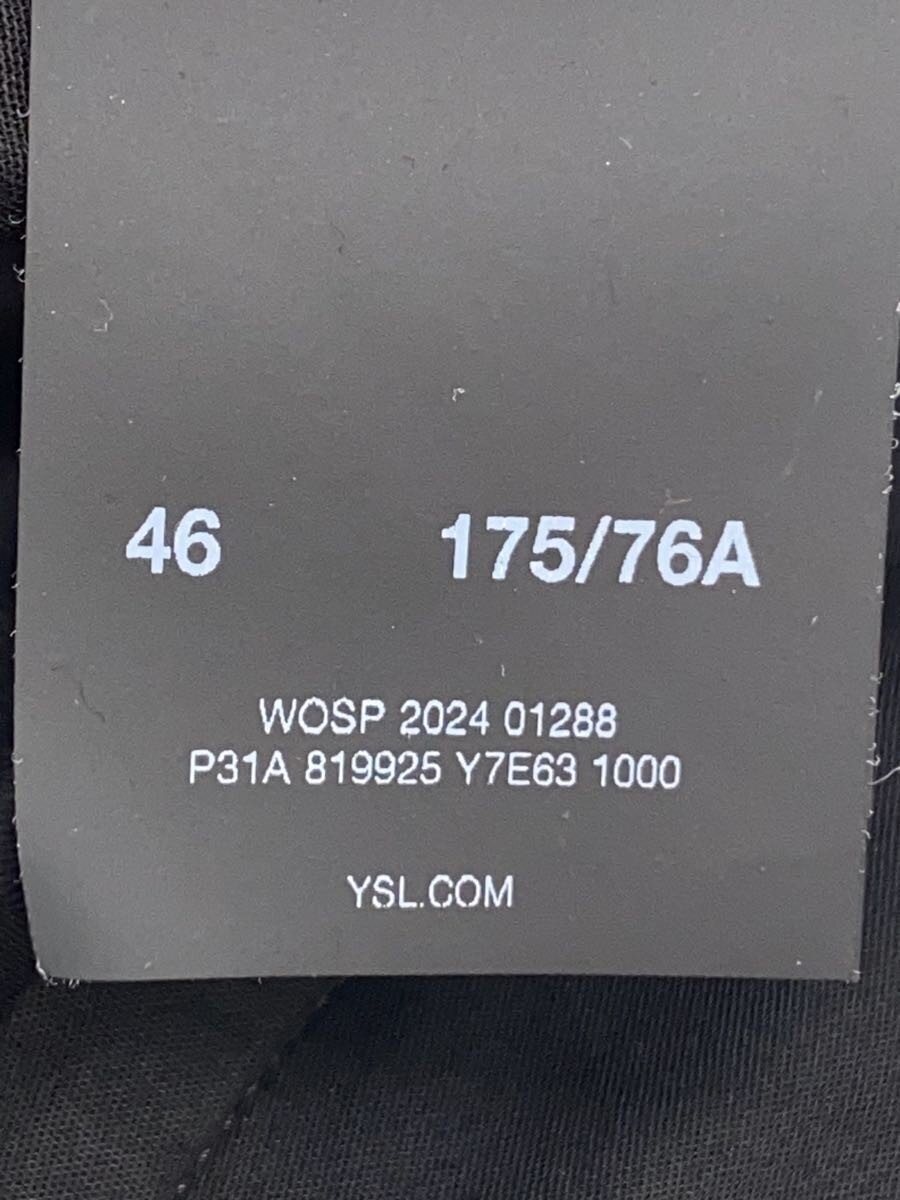 46 175/76A
WOSP 2024 01288
P31A 819925 Y7E63 1000
YSL.COM